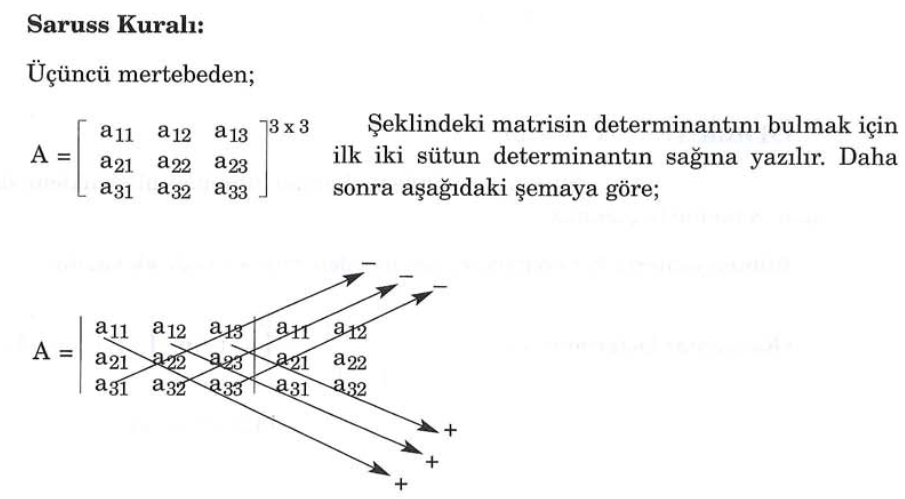 Saruss Kuralı:
Üçüncü mertebeden;
A = [ a11 a12 a13 ] 3 x 3
a21 a22 a23
a31 a32 a33
Şeklindeki matrisin determinantını bulmak için
ilk iki sütun determinantın sağına yazılır. Daha
sonra aşağıdaki şemaya göre;
− − −
A = | a11 a12 a13 | a11 a12
a21 a22 a23 | a21 a22
a31 a32 a33 | a31 a32
+
+
+